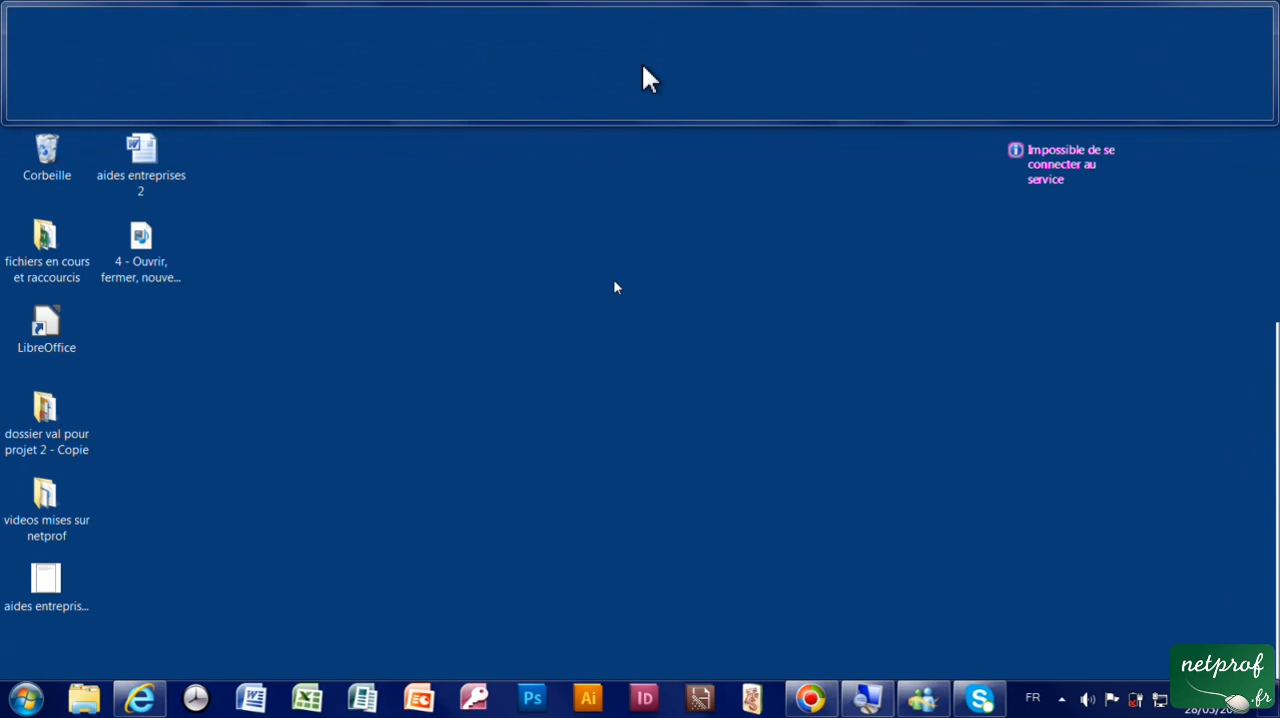 Corbeille
aides entreprises
2
Impossible de se
connecter au
service
fichiers en cours
et raccourcis
4 - Ouvrir,
fermer, nouve...
LibreOffice
dossier val pour
projet 2 - Copie
videos mises sur
netprof
aides entrepris...
Ps
Ai
ID
FR
netprof
.fr